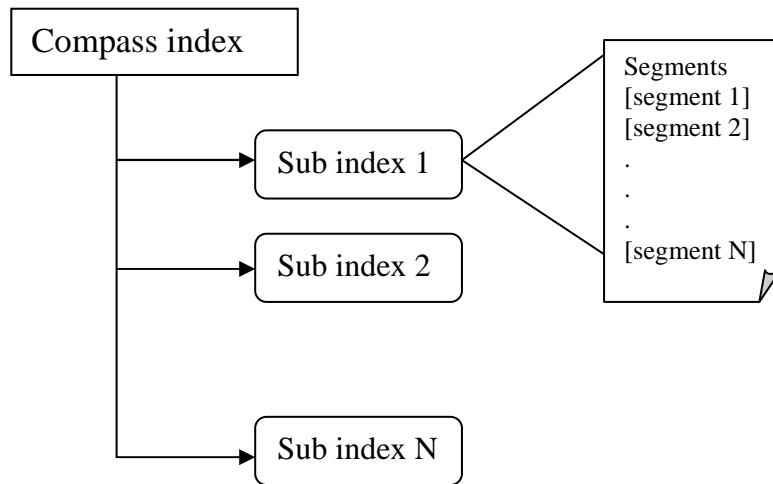 Compass index
Sub index 1
Sub index 2
Sub index N
Segments
[segment 1]
[segment 2]
.
.
.
[segment N]